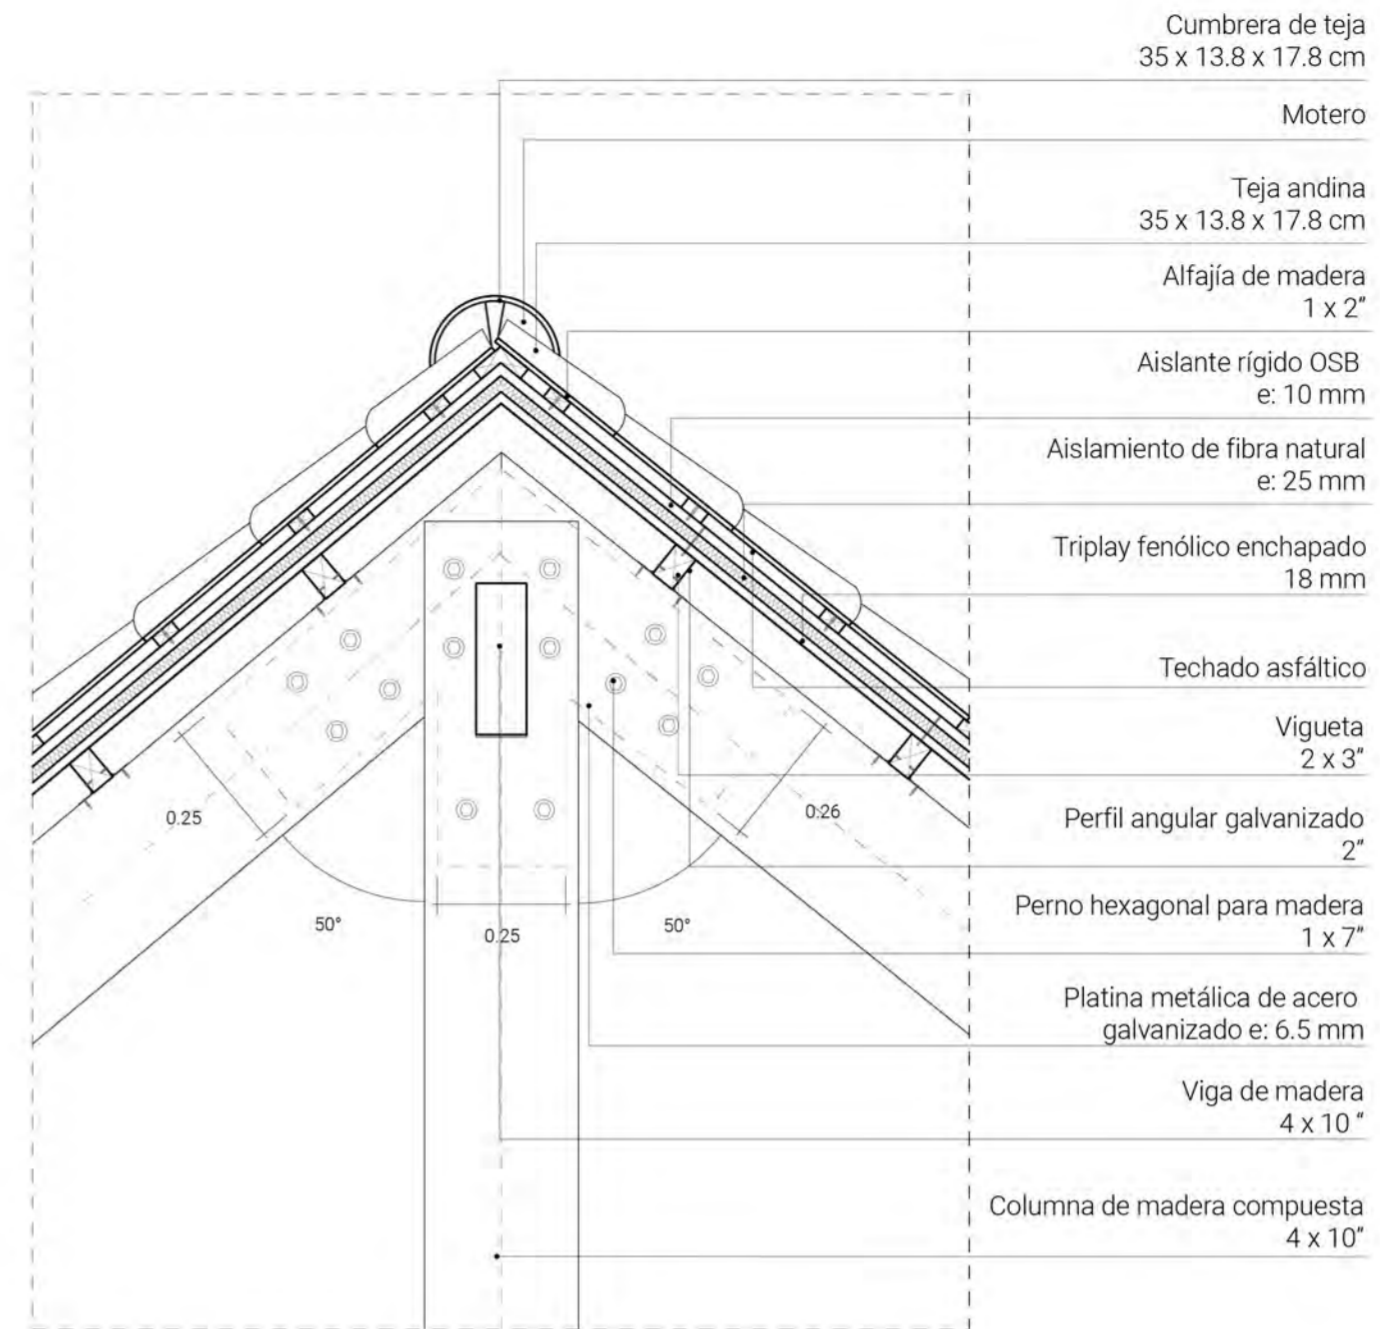 Cumbrera de teja
35 x 13.8 x 17.8 cm
Motero
Teja andina
35 x 13.8 x 17.8 cm
Alfajía de madera
1 x 2”
Aislante rígido OSB
e: 10 mm
Aislamiento de fibra natural
e: 25 mm
Triplay fenólico enchapado
18 mm
Techado asfáltico
Vigueta
2 x 3”
Perfil angular galvanizado
2”
Perno hexagonal para madera
1 x 7”
Platina metálica de acero
galvanizado e: 6.5 mm
Viga de madera
4 x 10 “
Columna de madera compuesta
4 x 10”
0.25
0.26
50°
0.25
50°